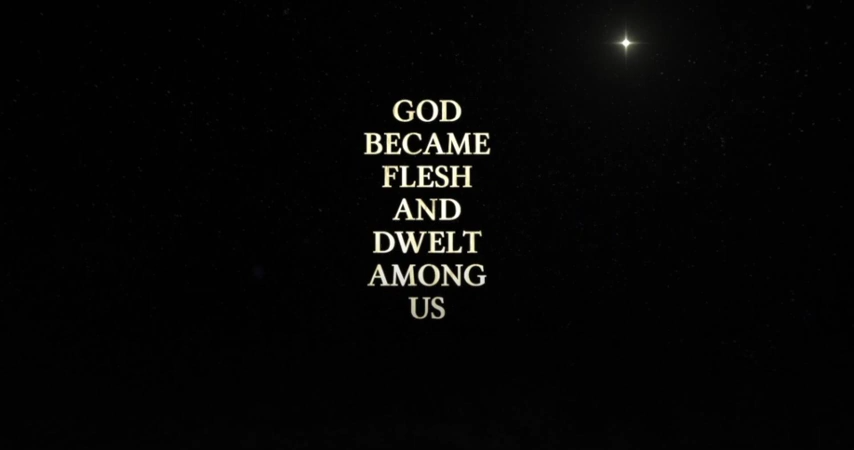 GOD
BECAME
FLESH
AND
DWELT
AMONG
US